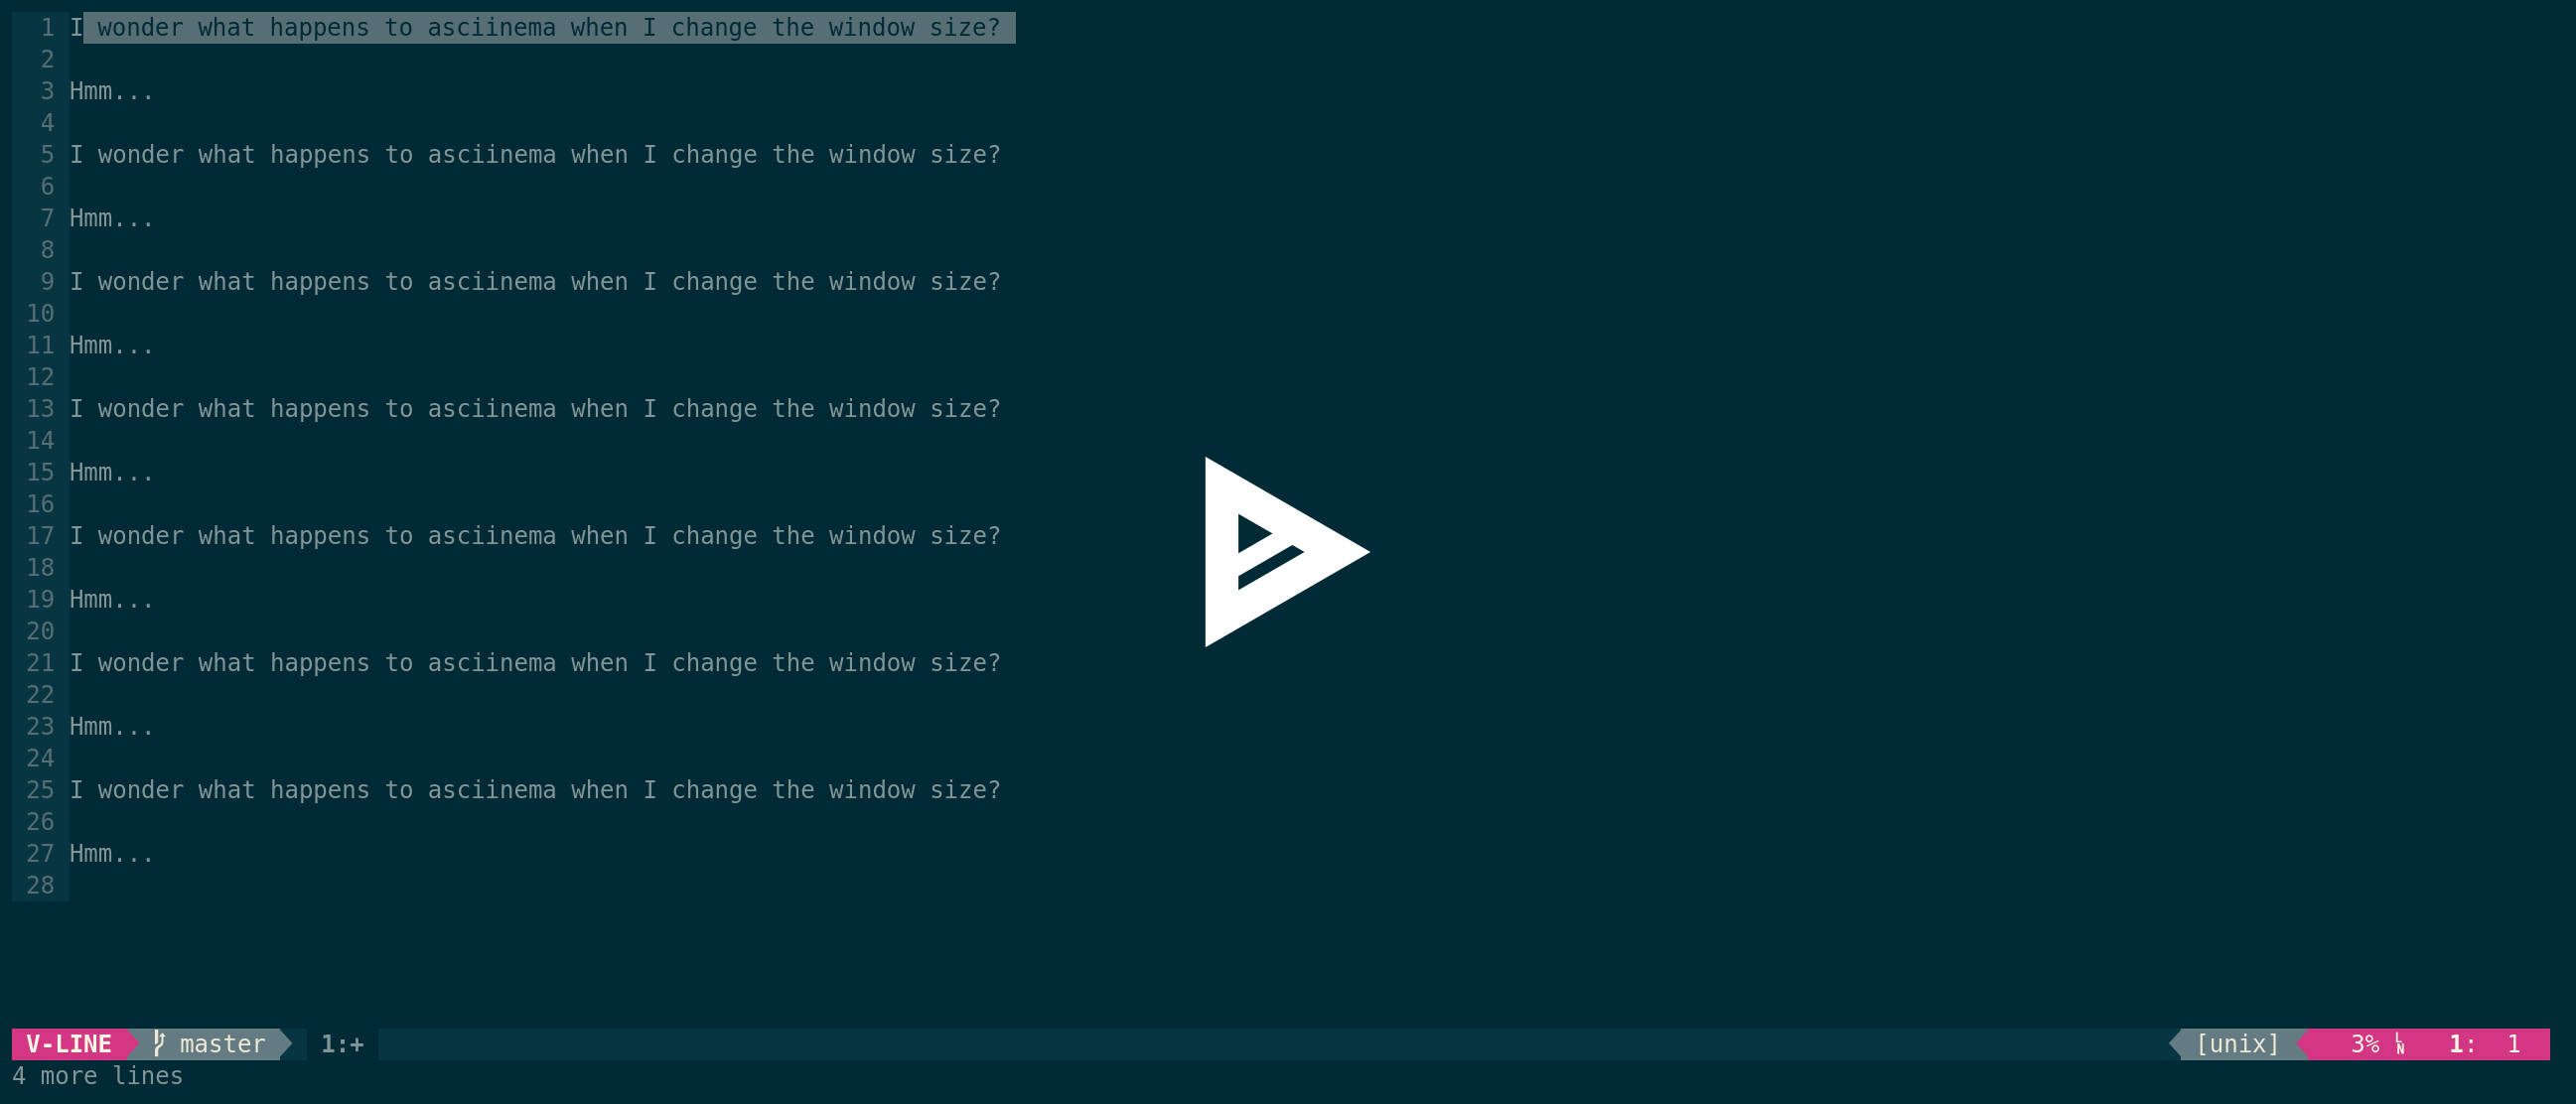 1 I wonder what happens to asciinema when I change the window size?
2
3 Hmm...
4
5 I wonder what happens to asciinema when I change the window size?
6
7 Hmm...
8
9 I wonder what happens to asciinema when I change the window size?
10
11 Hmm...
12
13 I wonder what happens to asciinema when I change the window size?
14
15 Hmm...
16
17 I wonder what happens to asciinema when I change the window size?
18
19 Hmm...
20
21 I wonder what happens to asciinema when I change the window size?
22
23 Hmm...
24
25 I wonder what happens to asciinema when I change the window size?
26
27 Hmm...
28
V-LINE master 1:+ [unix] 3% LN 1: 1
4 more lines